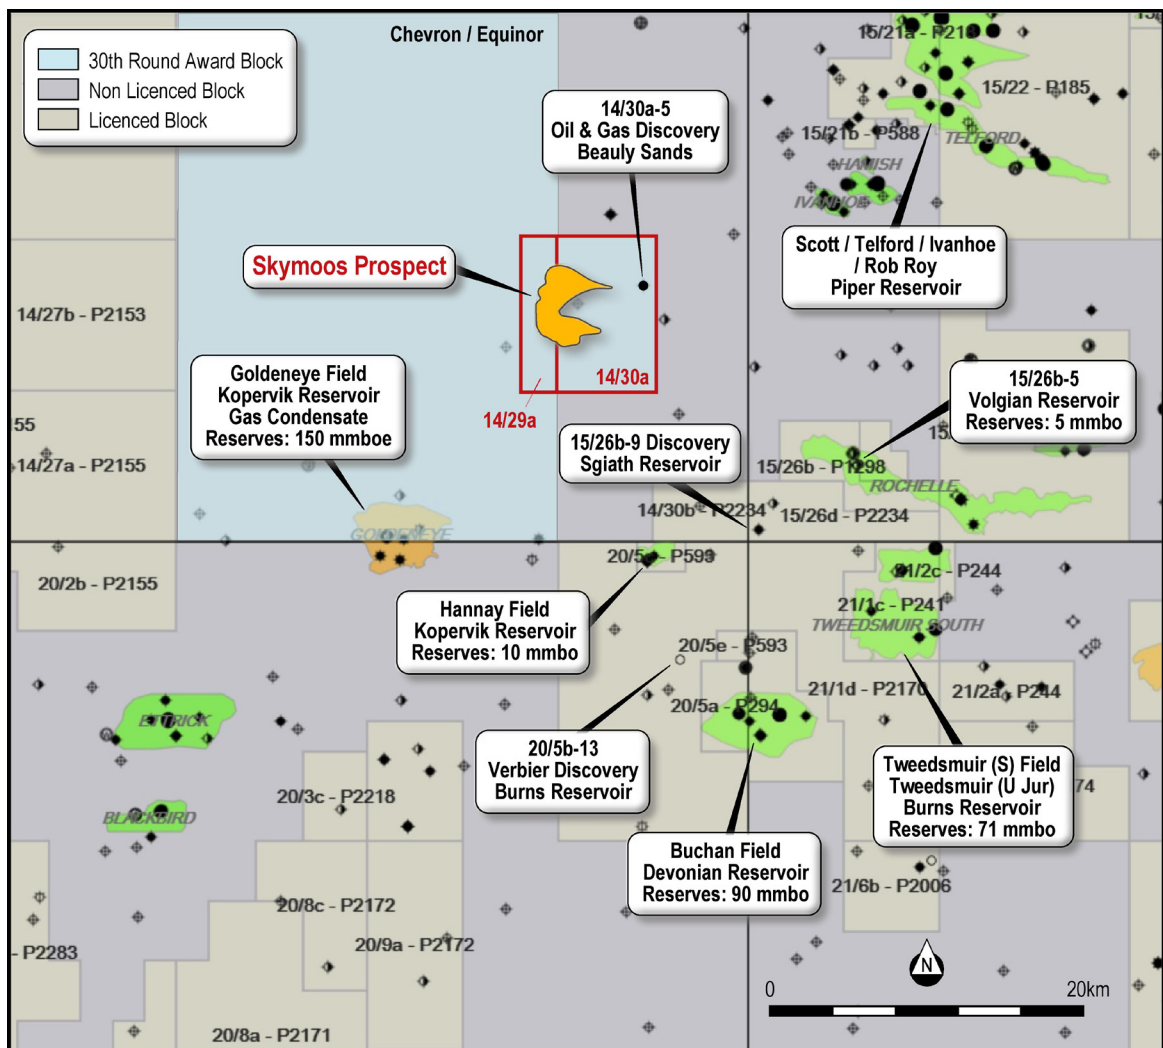 Chevron / Equinor
30th Round Award Block
Non Licenced Block
Licenced Block
14/30a-5
Oil & Gas Discovery
Beauly Sands
15/21a - P218
15/22 - P185
15/21b - P588
TELFORD
HAMISH
IVANHOE
Scott / Telford / Ivanhoe
/ Rob Roy
Piper Reservoir
Skymoos Prospect
14/30a
14/29a
14/27b - P2153
Goldeneye Field
Kopervik Reservoir
Gas Condensate
Reserves: 150 mmboe
15/26b-5
Volgian Reservoir
Reserves: 5 mmbo
55
14/27a - P2155
15/26b-9 Discovery
Sgiath Reservoir
15/26b - P1298
ROCHELLE
14/30b - P2234
15/26d - P2234
GOLDENEYE
20/5c - P593
20/2b - P2155
21/2c - P244
21/1c - P241
TWEEDSMUIR SOUTH
Hannay Field
Kopervik Reservoir
Reserves: 10 mmbo
20/5e - P593
21/1d - P2170
21/2a - P244
20/5a - P294
ETTRICK
20/5b-13
Verbier Discovery
Burns Reservoir
Tweedsmuir (S) Field
Tweedsmuir (U Jur)
Burns Reservoir
Reserves: 71 mmbo
74
20/3c - P2218
BLACKBIRD
Buchan Field
Devonian Reservoir
Reserves: 90 mmbo
21/6b - P2006
20/8c - P2172
20/9a - P2172
- P2283
N
0
20km
20/8a - P2171